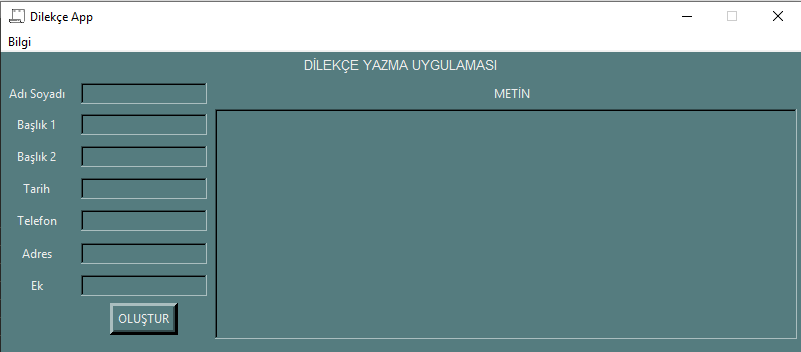 Dilekçe App
Bilgi
DİLEKÇE YAZMA UYGULAMASI
Adı Soyadı
METİN
Başlık 1
Başlık 2
Tarih
Telefon
Adres
Ek
OLUŞTUR